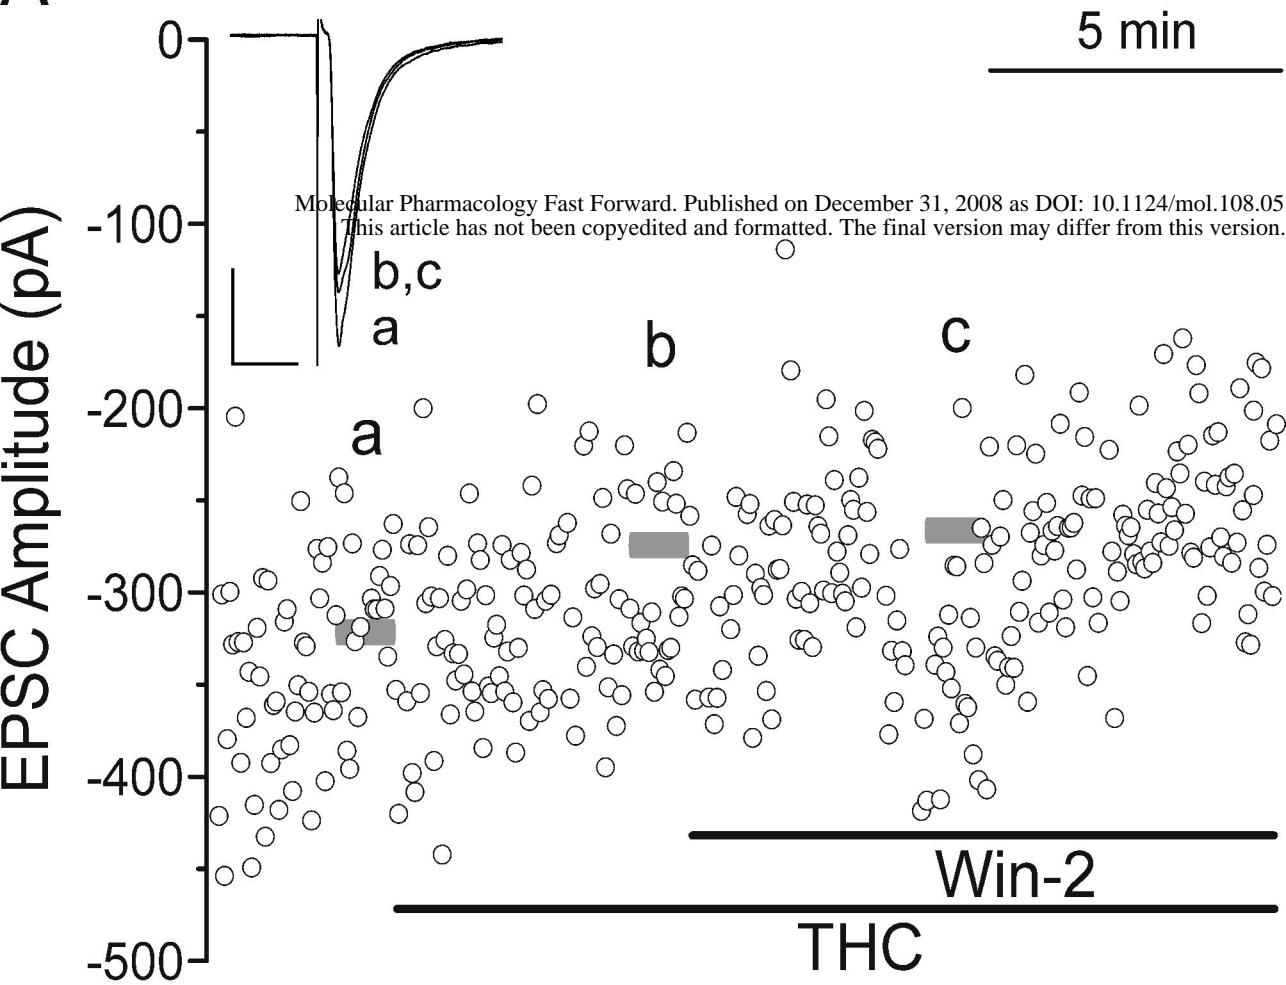 A
5 min
0
Molecular Pharmacology Fast Forward. Published on December 31, 2008 as DOI: 10.1124/mol.108.05
This article has not been copyedited and formatted. The final version may differ from this version.
-100
b,c
a
b
c
-200
a
-300
-400
Win-2
THC
-500
EPSC Amplitude (pA)